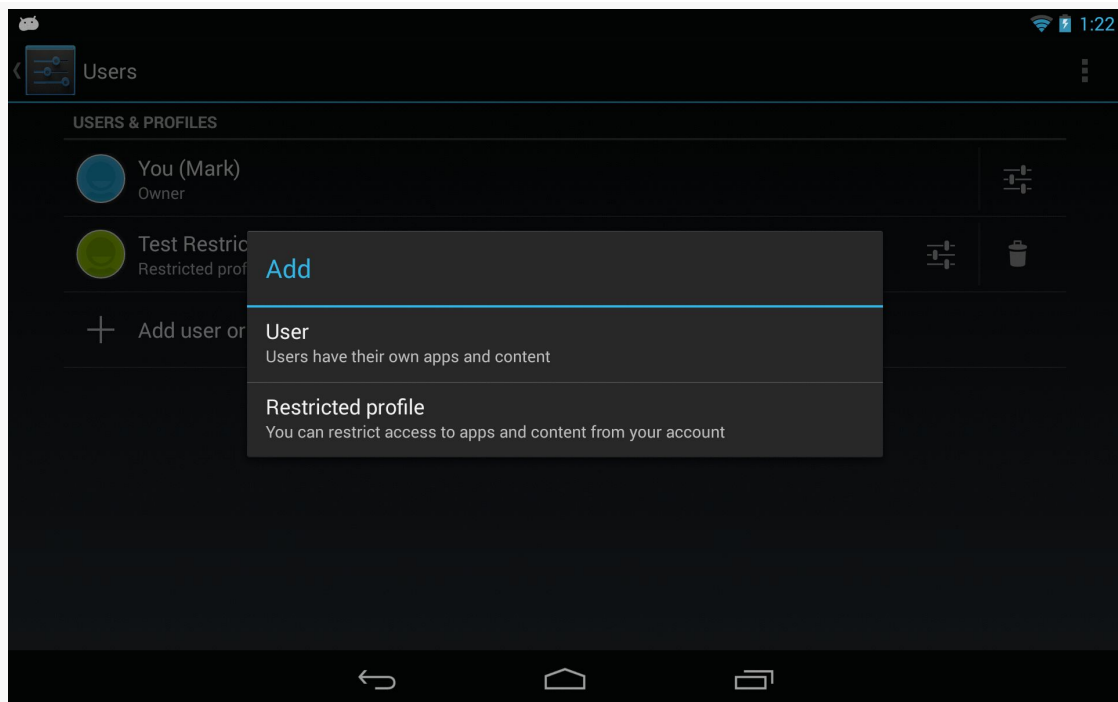 1:22
Users
USERS & PROFILES
You (Mark)
Owner
Test Restric
Restricted prof
Add user or
Add
User
Users have their own apps and content
Restricted profile
You can restrict access to apps and content from your account